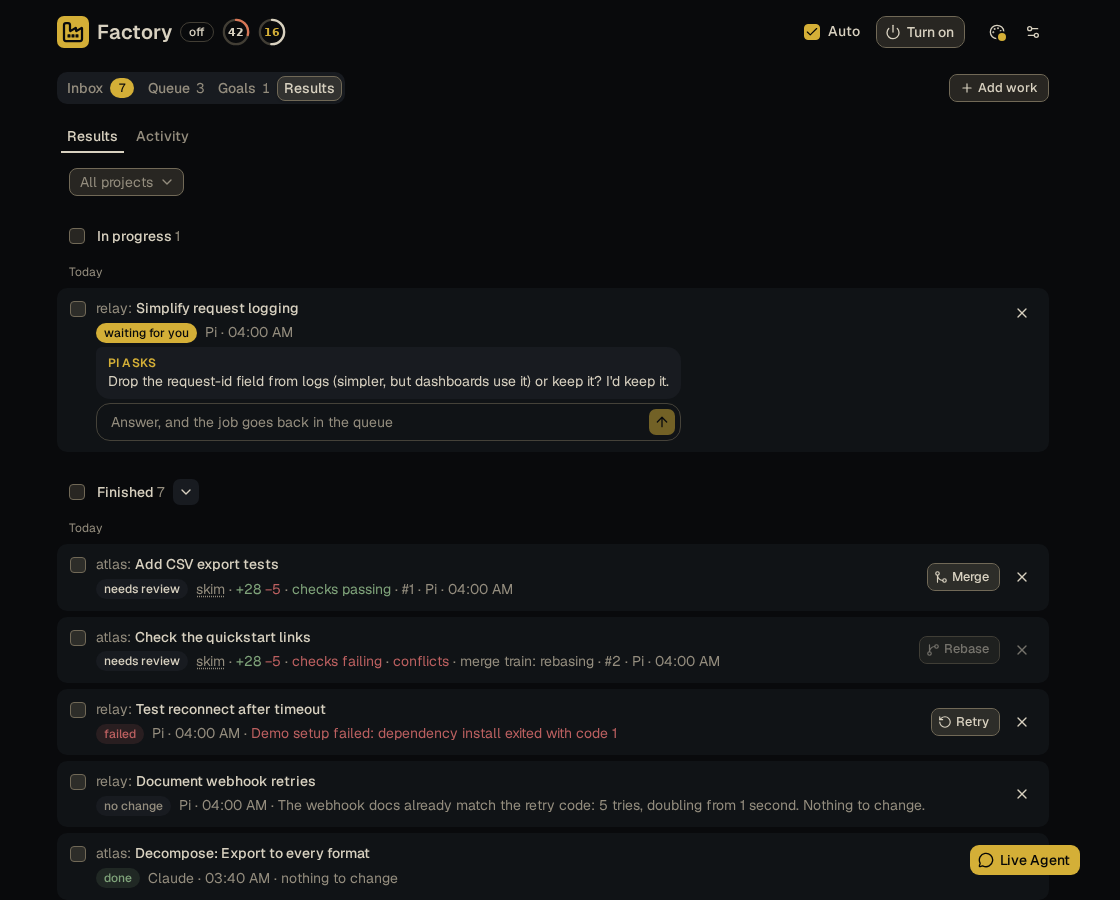 Factory off 42 16 Auto Turn on
Inbox 7 Queue 3 Goals 1 Results Add work
Results Activity
All projects
In progress 1
Today
relay: Simplify request logging
waiting for you Pi · 04:00 AM
PI ASKS
Drop the request-id field from logs (simpler, but dashboards use it) or keep it? I'd keep it.
Answer, and the job goes back in the queue
Finished 7
Today
atlas: Add CSV export tests
needs review skim · +28 −5 · checks passing · #1 · Pi · 04:00 AM Merge
atlas: Check the quickstart links
needs review skim · +28 −5 · checks failing · conflicts · merge train: rebasing · #2 · Pi · 04:00 AM Rebase
relay: Test reconnect after timeout
failed Pi · 04:00 AM · Demo setup failed: dependency install exited with code 1 Retry
relay: Document webhook retries
no change Pi · 04:00 AM · The webhook docs already match the retry code: 5 tries, doubling from 1 second. Nothing to change.
atlas: Decompose: Export to every format
Live Agent
done Claude · 03:40 AM · nothing to change